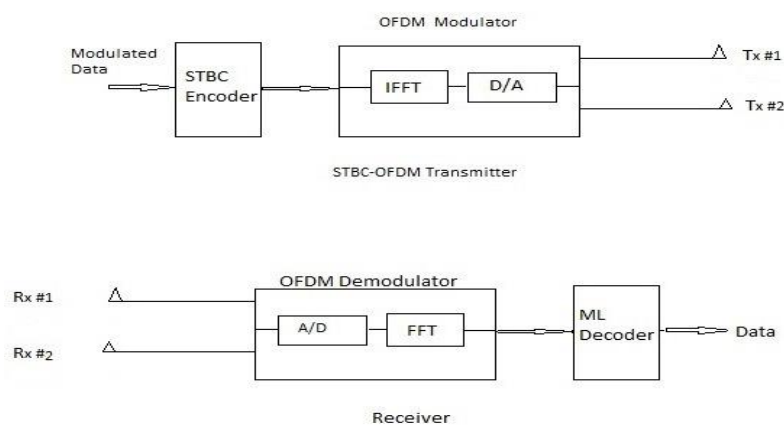 OFDM Modulator
Modulated
Data
STBC
Encoder
IFFT
D/A
Tx #1
Tx #2
STBC-OFDM Transmitter
OFDM Demodulator
Rx #1
Rx #2
A/D
FFT
ML
Decoder
Data
Receiver